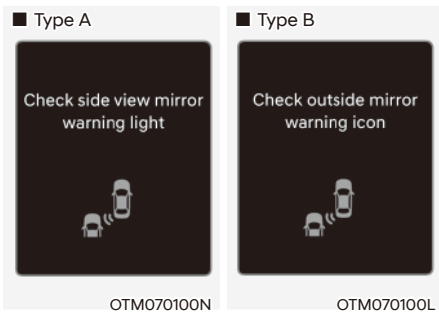 ■ Type A
Check side view mirror
warning light
OTM070100N
■ Type B
Check outside mirror
warning icon
OTM070100L